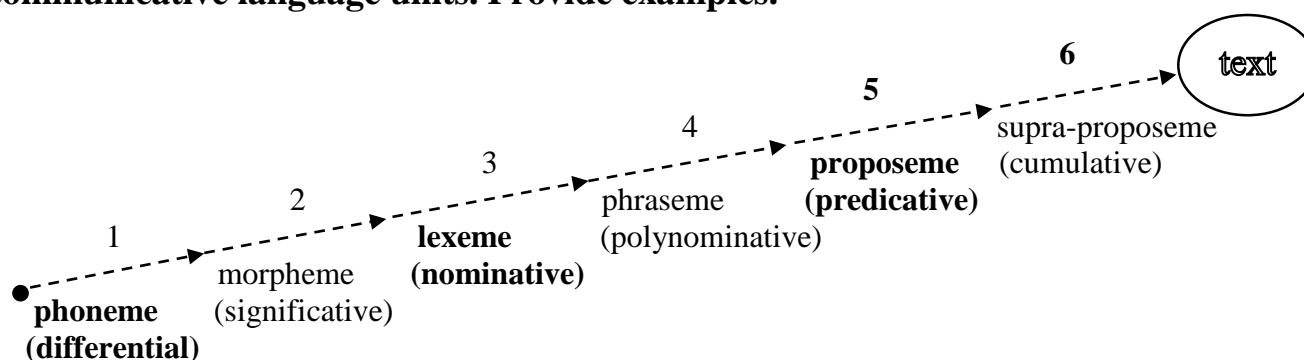 communicative language units. Provide examples.
6
text
5
4
supra-proposeme
(cumulative)
3
proposeme
(predicative)
2
phraseme
(polynominative)
1
lexeme
(nominative)
morpheme
(significative)
phoneme
(differential)